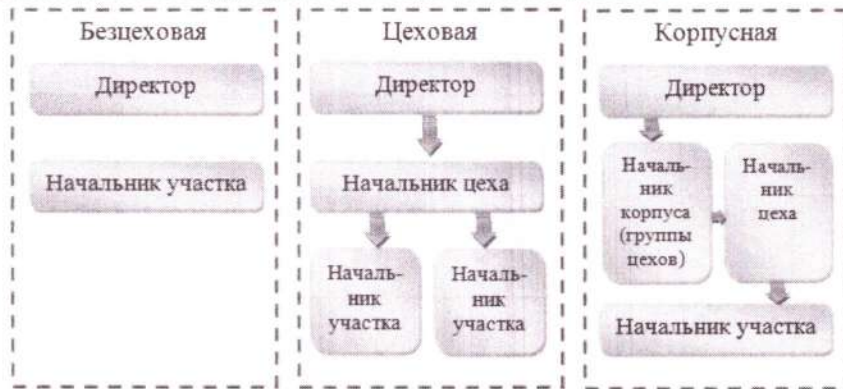 Безцеховая
Директор
Начальник участка
Цеховая
Директор
Начальник цеха
Началь-
ник
участка
Началь-
ник
участка
Корпусная
Директор
Началь-
ник
корпуса
(группы
цехов)
Началь-
ник
цеха
Начальник участка